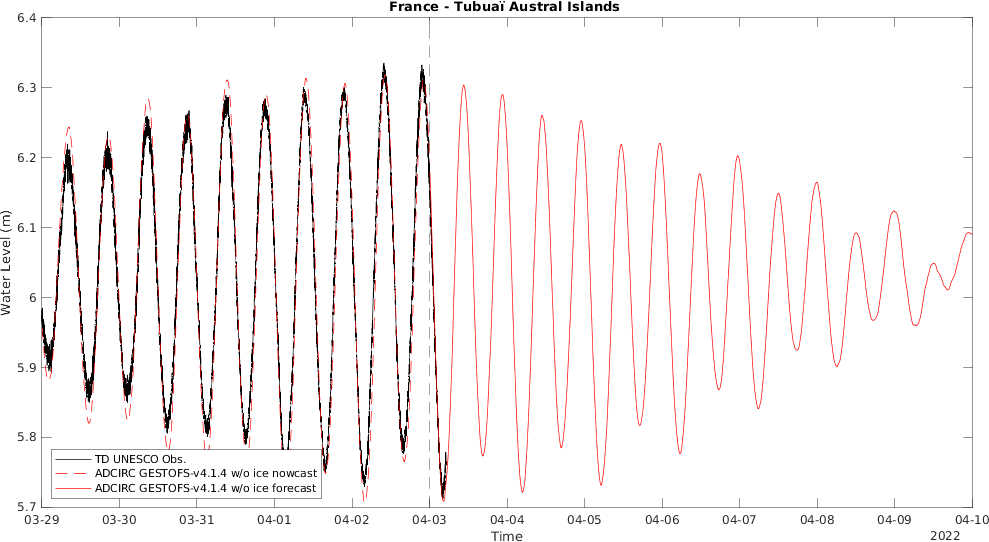 France - Tubuaï Austral Islands
6.4
6.3
6.2
6.1
6
5.9
5.8
5.7
Water Level (m)
TD UNESCO Obs.
ADCIRC GESTOFS-v4.1.4 w/o ice nowcast
ADCIRC GESTOFS-v4.1.4 w/o ice forecast
03-29 03-30 03-31 04-01 04-02 04-03 04-04 04-05 04-06 04-07 04-08 04-09 04-10
Time
2022